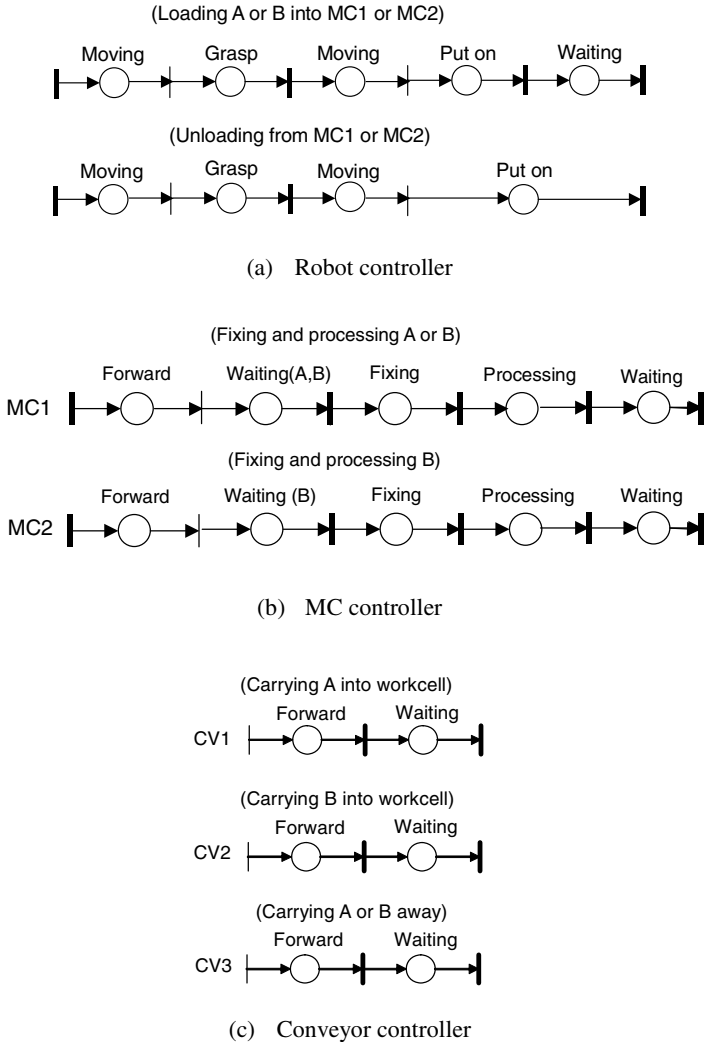 (Loading A or B into MC1 or MC2)
Moving Grasp Moving Put on Waiting
(Unloading from MC1 or MC2)
Moving Grasp Moving Put on
(a) Robot controller
(Fixing and processing A or B)
Forward Waiting(A,B) Fixing Processing Waiting
MC1
(Fixing and processing B)
Forward Waiting (B) Fixing Processing Waiting
MC2
(b) MC controller
(Carrying A into workcell)
Forward Waiting
CV1
(Carrying B into workcell)
Forward Waiting
CV2
(Carrying A or B away)
Forward Waiting
CV3
(c) Conveyor controller